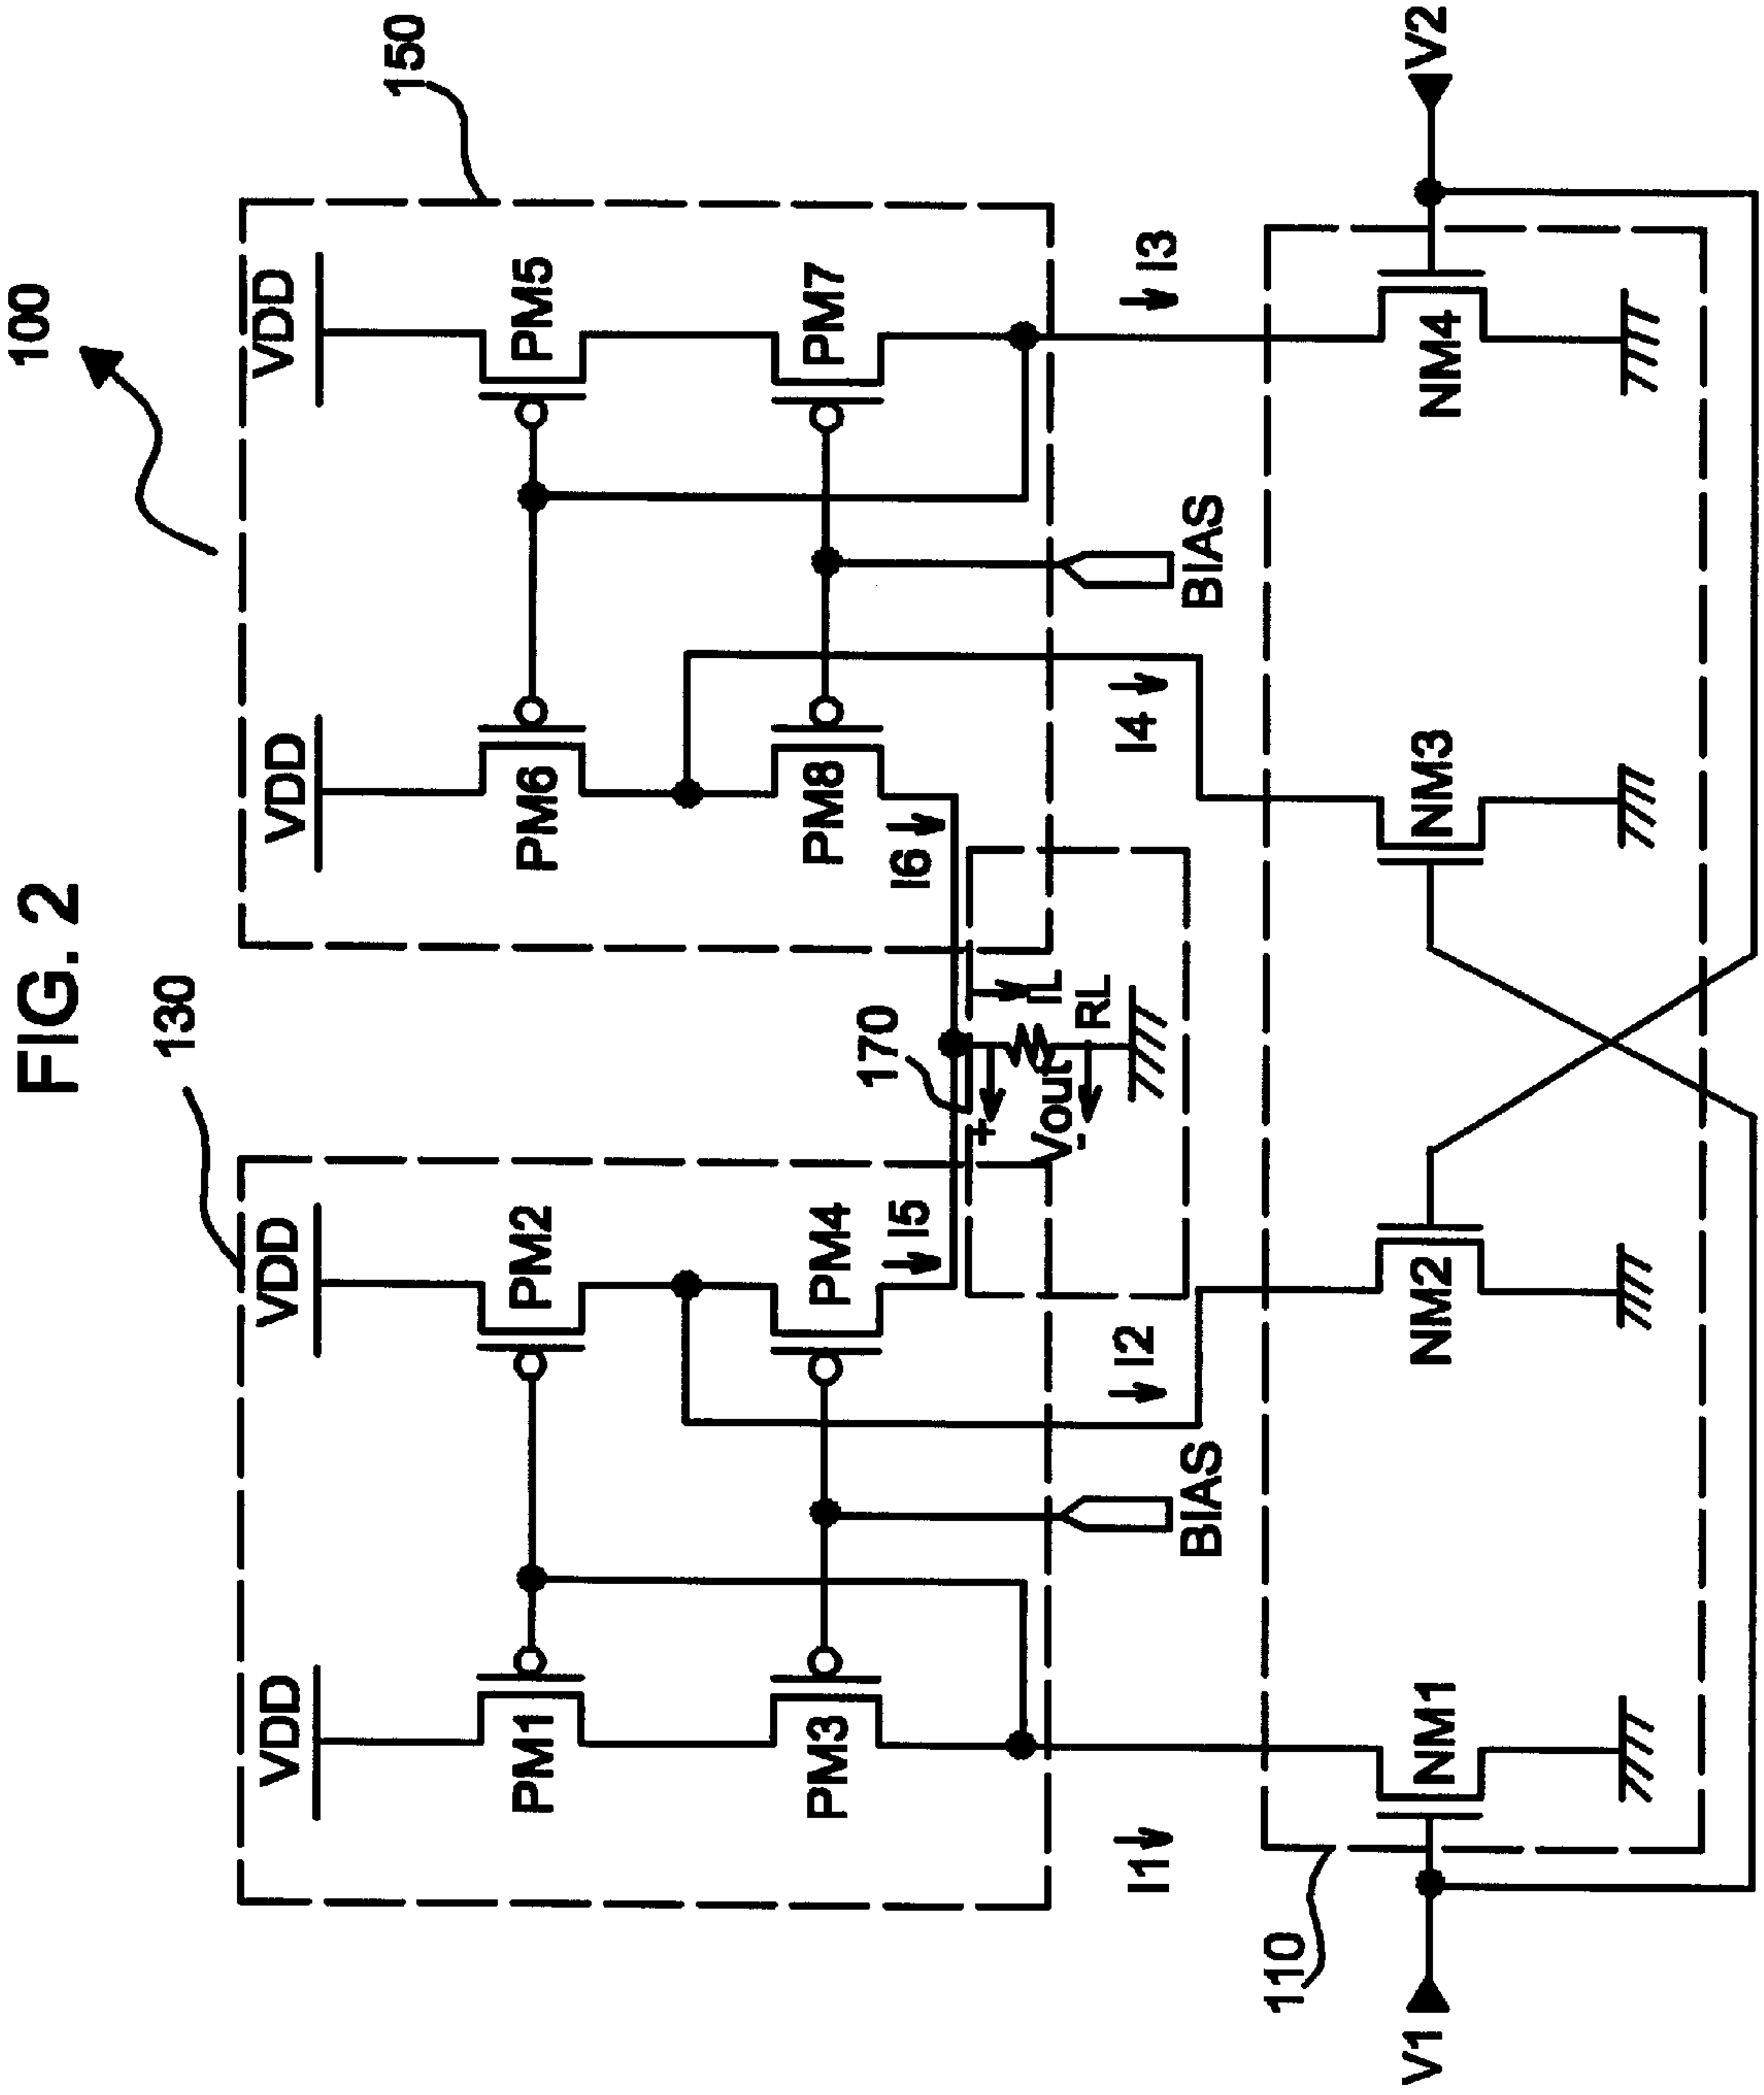 FIG. 2
100
130
150
VDD
VDD
VDD
VDD
PM1
PM2
PM6
PM5
PM3
PM4
PM8
PM7
I5
I6
170
IL
+
Vout
-
RL
I1
I2
I4
I3
BIAS
BIAS
110
NM1
NM2
NM3
NM4
V1
V2